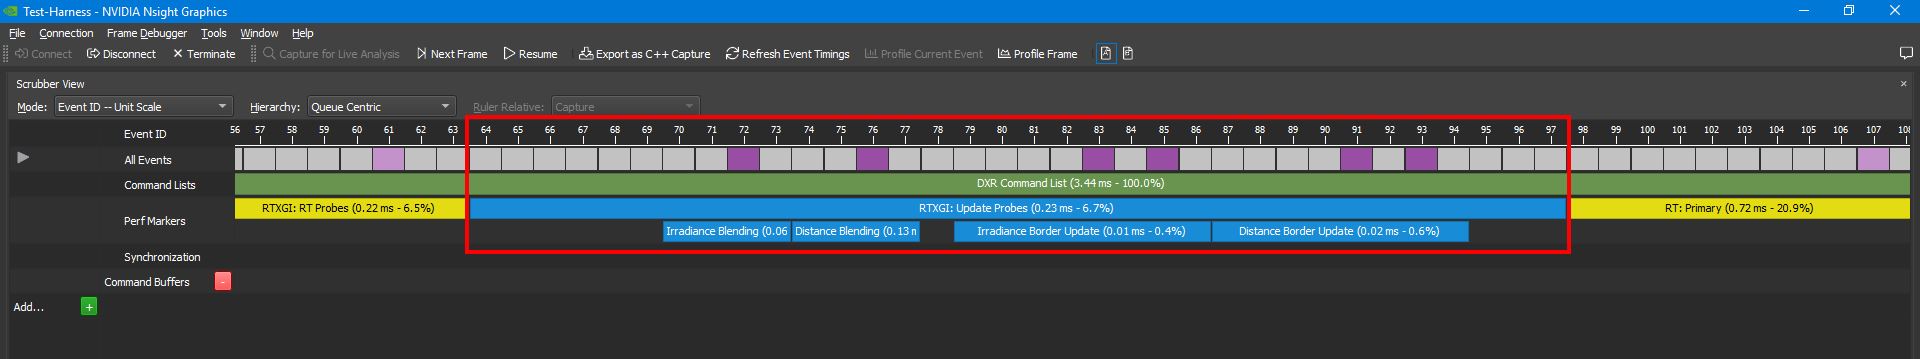 Test-Harness - NVIDIA Nsight Graphics
File Connection Frame Debugger Tools Window Help
Connect Disconnect Terminate Capture for Live Analysis Next Frame Resume Export as C++ Capture Refresh Event Timings Profile Current Event Profile Frame
Scrubber View
Mode: Event ID -- Unit Scale Hierarchy: Queue Centric Ruler Relative: Capture
Event ID 56 57 58 59 60 61 62 63 64 65 66 67 68 69 70 71 72 73 74 75 76 77 78 79 80 81 82 83 84 85 86 87 88 89 90 91 92 93 94 95 96 97 98 99 100 101 102 103 104 105 106 107 108
All Events
Command Lists DXR Command List (3.44 ms - 100.0%)
RTXGI: RT Probes (0.22 ms - 6.5%) RTXGI: Update Probes (0.23 ms - 6.7%) RT: Primary (0.72 ms - 20.9%)
Perf Markers
Irradiance Blending (0.06 Distance Blending (0.13 Irradiance Border Update (0.01 ms - 0.4%) Distance Border Update (0.02 ms - 0.6%)
Synchronization
Command Buffers -
Add... +